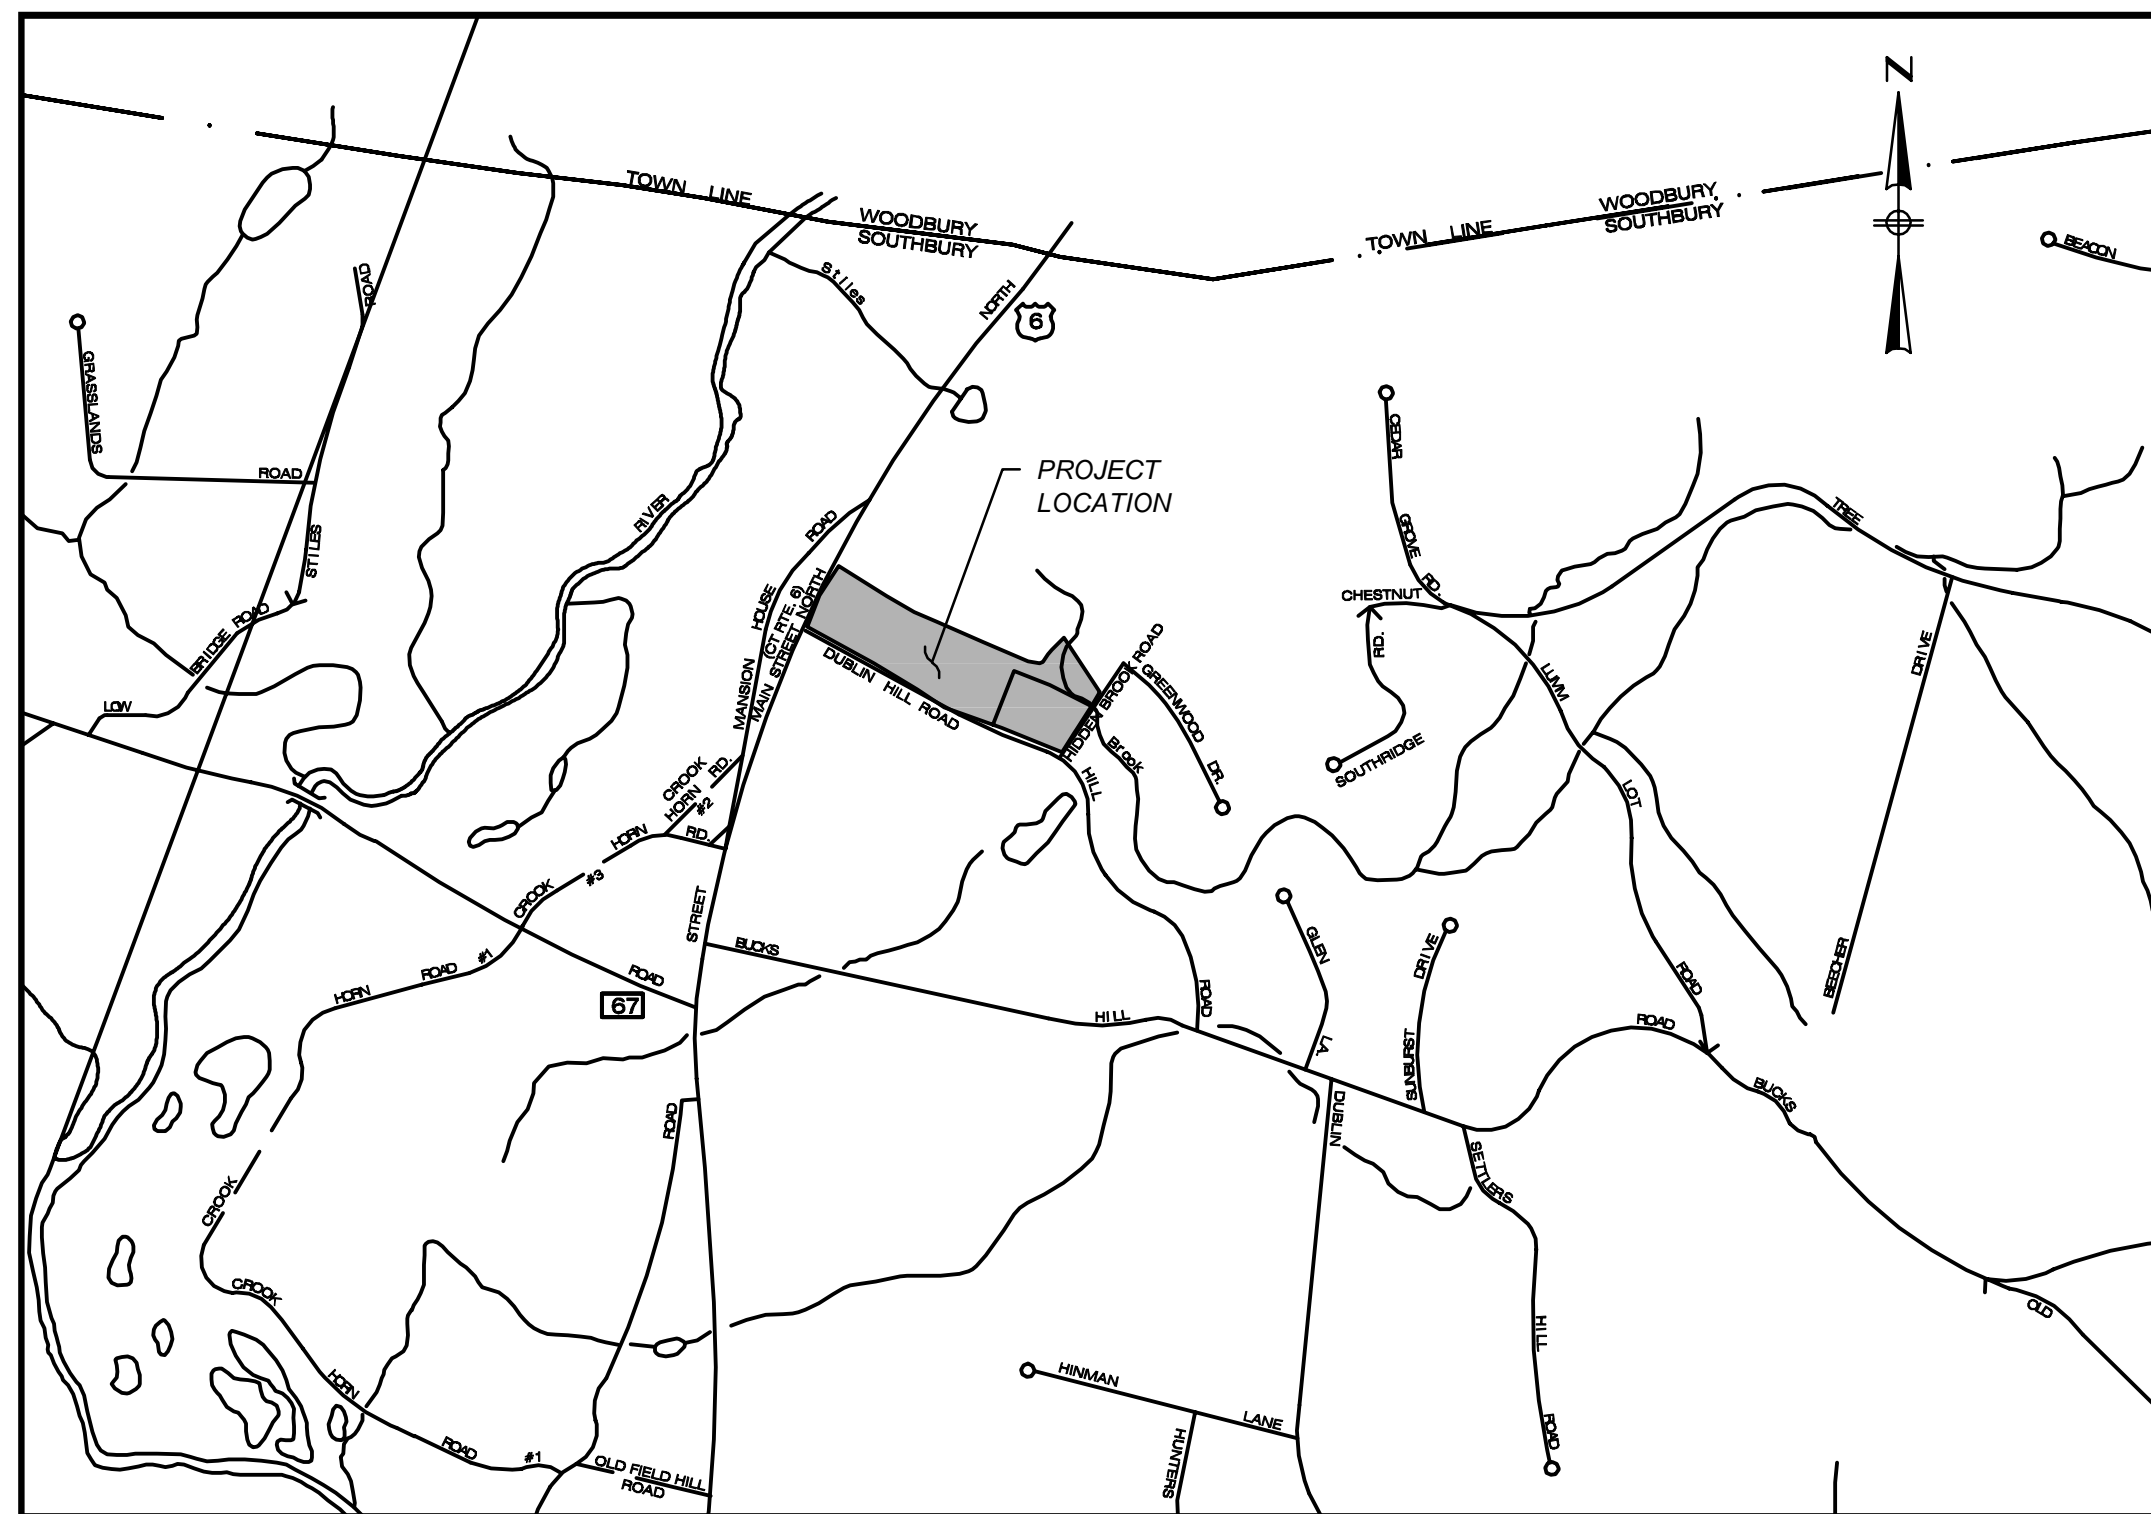 N
TOWN LINE
WOODBURY
SOUTHBURY
TOWN LINE
WOODBURY
SOUTHBURY
BEACON
Stiles
NORTH
6
ROAD
GRASSLANDS
ROAD
STILES
BRIDGE ROAD
LOW
RIVER
PROJECT
LOCATION
CEDAR
GROVE
RD.
CHESTNUT
RD.
SOUTHRIDGE
TREE
DRIVE
BEECHER
LUMM
LOT
ROAD
ROAD
HOUSE
MANSION
(CT RTE. 6)
MAIN STREET NORTH
DUBLIN HILL ROAD
HIDDEN BROOK ROAD
GREENWOOD
DR.
Brook
HILL
ROAD
CROOK
HORN RD.
#2
HORN
RD.
CROOK
#3
STREET
BUCKS
ROAD
67
HORN
ROAD
#1
HILL
GLEN
LA.
DRIVE
SUNBURST
ROAD
BUCKS
DUBLIN
SETTLERS
HILL
ROAD
OLD
ROAD
CROOK
CROOK
HORN
ROAD
#1
OLD FIELD HILL
ROAD
HINMAN
LANE
HUNTERS